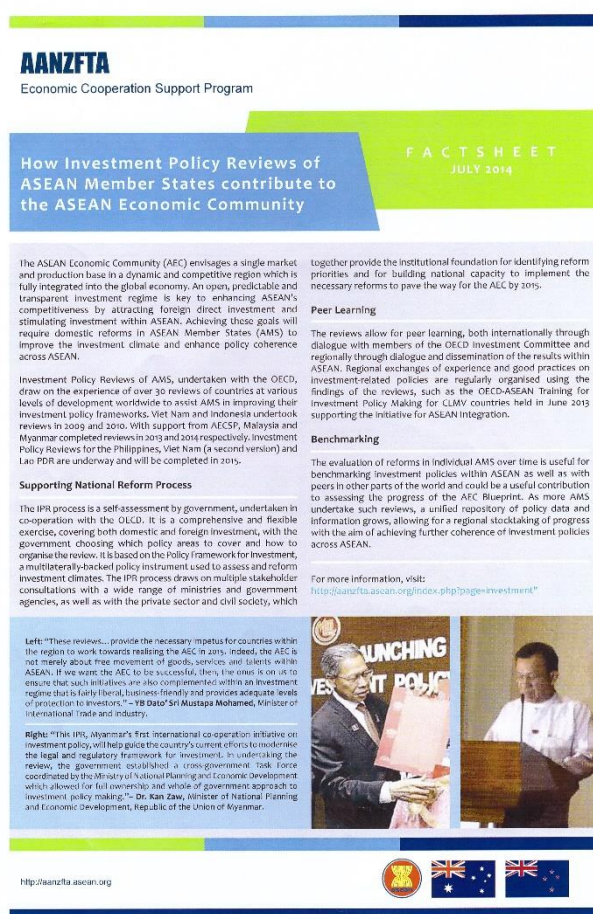 AANZFTA
Economic Cooperation Support Program
How Investment Policy Reviews of
ASEAN Member States contribute to
the ASEAN Economic Community
FACTSHEET
JULY 2014
The ASEAN Economic Community (AEC) envisages a single market
and production base in a dynamic and competitive region which is
fully integrated into the global economy. An open, predictable and
transparent investment regime is key to enhancing ASEAN's
competitiveness by attracting foreign direct investment and
stimulating investment within ASEAN. Achieving these goals will
require domestic reforms in ASEAN Member States (AMS) to
improve the investment climate and enhance policy coherence
across ASEAN.
Investment Policy Reviews of AMS, undertaken with the OECD,
draw on the experience of over 30 reviews of countries at various
levels of development worldwide to assist AMS in improving their
investment policy frameworks. Viet Nam and Indonesia undertook
reviews in 2009 and 2010. With support from AECSP, Malaysia and
Myanmar completed reviews in 2013 and 2014 respectively. Investment
Policy Reviews for the Philippines, Viet Nam (a second version) and
Lao PDR are underway and will be completed in 2015.
Supporting National Reform Process
The IPR process is a self-assessment by government, undertaken in
co-operation with the OECD. It is a comprehensive and flexible
exercise, covering both domestic and foreign investment, with the
government choosing which policy areas to cover and how to
organise the review. It is based on the Policy Framework for Investment,
a multilaterally-backed policy instrument used to assess and reform
investment climates. The IPR process draws on multiple stakeholder
consultations with a wide range of ministries and government
agencies, as well as with the private sector and civil society, which
together provide the institutional foundation for identifying reform
priorities and for building national capacity to implement the
necessary reforms to pave the way for the AEC by 2015.
Peer Learning
The reviews allow for peer learning, both internationally through
dialogue with members of the OECD Investment Committee and
regionally through dialogue and dissemination of the results within
ASEAN. Regional exchanges of experience and good practices on
investment-related policies are regularly organised using the
findings of the reviews, such as the OECD-ASEAN Training for
Investment Policy Making for CLMV countries held in June 2013
supporting the Initiative for ASEAN Integration.
Benchmarking
The evaluation of reforms in individual AMS over time is useful for
benchmarking investment policies within ASEAN as well as with
peers in other parts of the world and could be a useful contribution
to assessing the progress of the AEC Blueprint. As more AMS
undertake such reviews, a unified repository of policy data and
information grows, allowing for a regional stocktaking of progress
with the aim of achieving further coherence of investment policies
across ASEAN.
For more information, visit:
http://aanzfta.asean.org/index.php?page=investment"
Left: "These reviews…provide the necessary impetus for countries within
the region to work towards realising the AEC in 2015. Indeed, the AEC is
not merely about free movement of goods, services and talents within
ASEAN. If we want the AEC to be successful, then, the onus is on us to
ensure that such initiatives are also complemented within an investment
regime that is fairly liberal, business-friendly and provides adequate levels
of protection to investors." – YB Dato' Sri Mustapa Mohamed, Minister of
International Trade and Industry.
Right: "This IPR, Myanmar's first international co-operation initiative on
investment policy, will help guide the country's current efforts to modernise
the legal and regulatory framework for investment. In undertaking the
review, the government established a cross-government Task Force
coordinated by the Ministry of National Planning and Economic Development
which allowed for full ownership and whole of government approach to
investment policy making."– Dr. Kan Zaw, Minister of National Planning
and Economic Development, Republic of the Union of Myanmar.
AUNCHING
POLIC
http://aanzfta.asean.org